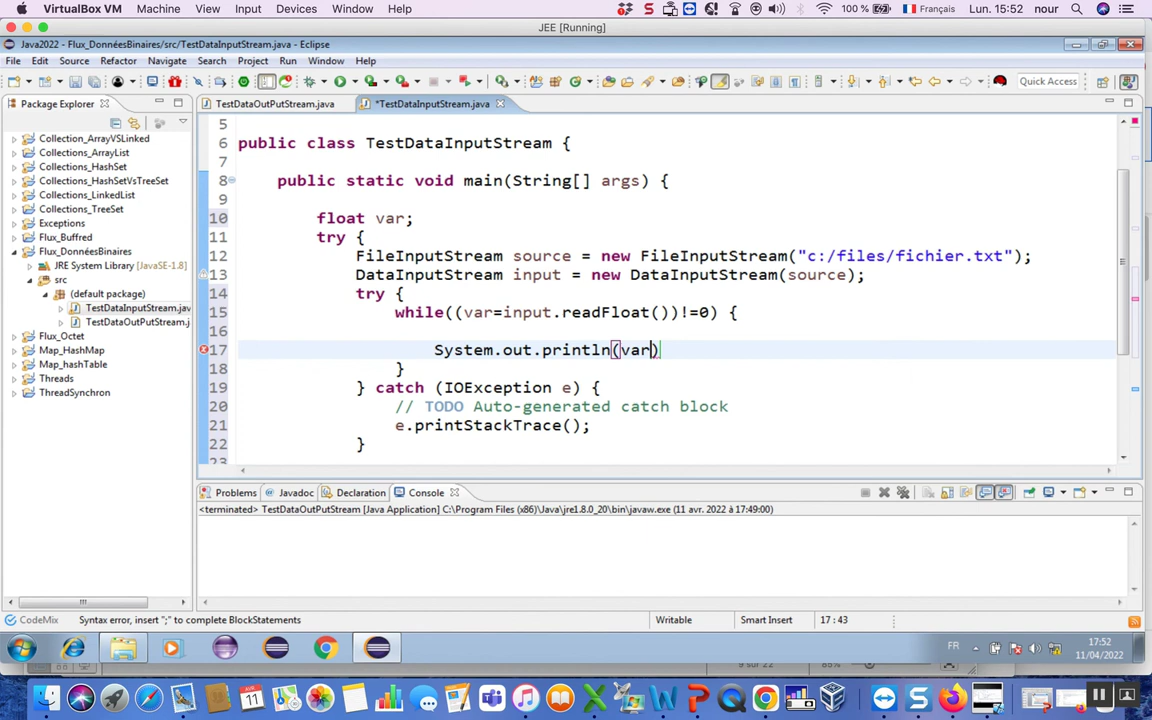 VirtualBox VM Machine View Input Devices Window Help 100 % Français Lun. 15:52 nour
JEE [Running]
Java2022 - Flux_DonnéesBinaires/src/TestDataInputStream.java - Eclipse
File Edit Source Refactor Navigate Search Project Run Window Help
Quick Access
Package Explorer
TestDataOutPutStream.java
*TestDataInputStream.java
Collection_ArrayVSLinked
Collections_ArrayList
Collections_HashSet
Collections_HashSetVsTreeSet
Collections_LinkedList
Collections_TreeSet
Exceptions
Flux_Buffred
Flux_DonnéesBinaires
JRE System Library [JavaSE-1.8]
src
(default package)
TestDataInputStream.jav
TestDataOutPutStream.j
Flux_Octet
Map_HashMap
Map_hashTable
Threads
ThreadSynchron
5
6 public class TestDataInputStream {
7
8 public static void main(String[] args) {
9
10 float var;
11 try {
12 FileInputStream source = new FileInputStream("c:/files/fichier.txt");
13 DataInputStream input = new DataInputStream(source);
14 try {
15 while((var=input.readFloat())!=0) {
16
17 System.out.println(var)
18 }
19 } catch (IOException e) {
20 // TODO Auto-generated catch block
21 e.printStackTrace();
22 }
23
Problems Javadoc Declaration Console
<terminated> TestDataOutPutStream [Java Application] C:\Program Files (x86)\Java\jre1.8.0_20\bin\javaw.exe (11 avr. 2022 à 17:49:00)
CodeMix Syntax error, insert ";" to complete BlockStatements Writable Smart Insert 17 : 43
FR 17:52
11/04/2022
9 sur 22 85%